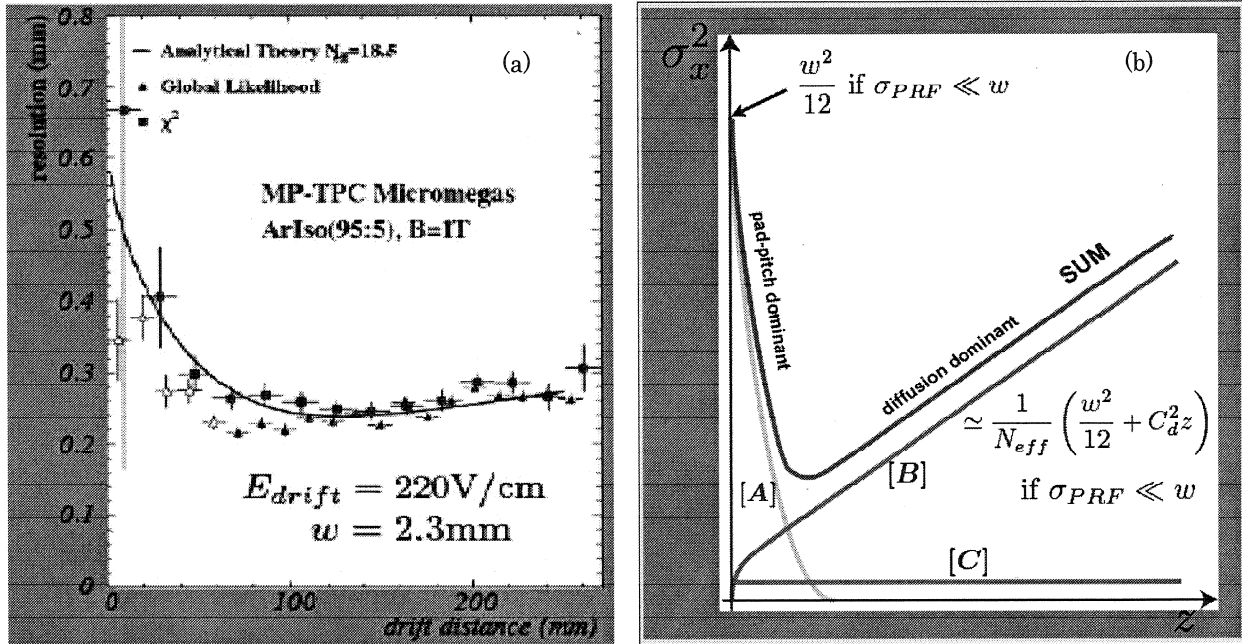 0.8
0.7
0.6
0.5
0.4
0.3
0.2
0.1
0
resolution (mm)
Analytical Theory N_eff=18.5
Global Likelihood
χ²
(a)
MP-TPC Micromegas
ArIso(95:5), B=1T
E_drift = 220V/cm
w = 2.3mm
0 100 200
drift distance (mm)
σ_x²
w²/12 if σ_PRF ≪ w
(b)
pad-pitch dominant
SUM
diffusion dominant
≃ 1/N_eff (w²/12 + C_d² z)
if σ_PRF ≪ w
[A]
[B]
[C]
z